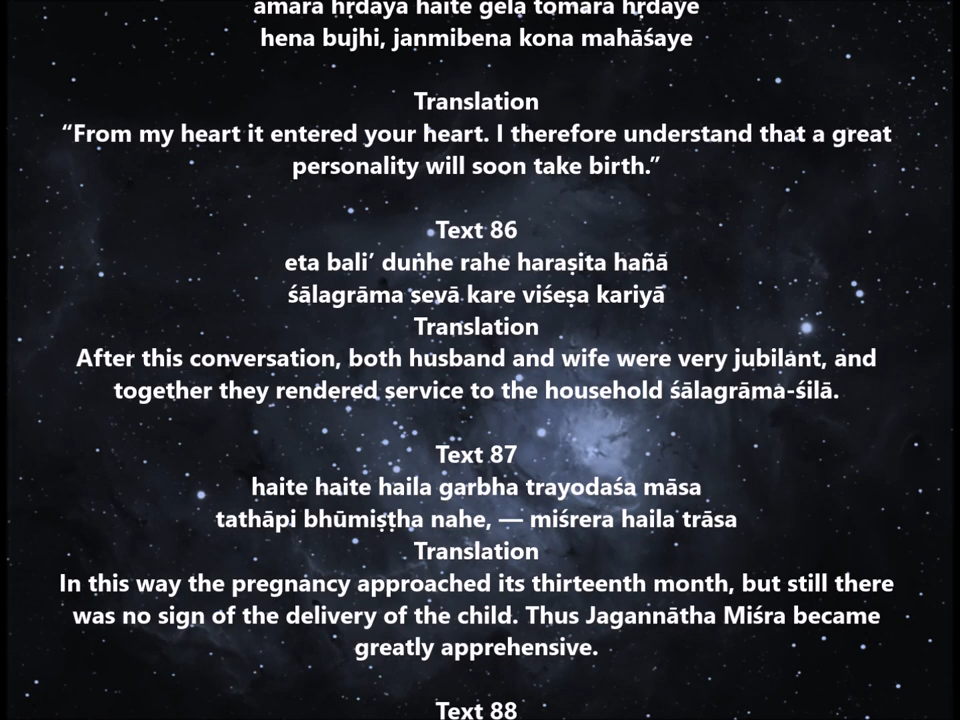 āmāra hṛdaya haite gelā tomāra hṛdaye
hena bujhi, janmibena kona mahāśaye
Translation
“From my heart it entered your heart. I therefore understand that a great
personality will soon take birth.”
Text 86
eta bali’ duṅhe rahe haraṣita hañā
śālagrāma sevā kare viśeṣa kariyā
Translation
After this conversation, both husband and wife were very jubilant, and
together they rendered service to the household śālagrāma-śilā.
Text 87
haite haite haila garbha trayodaśa māsa
tathāpi bhūmiṣṭha nahe, — miśrera haila trāsa
Translation
In this way the pregnancy approached its thirteenth month, but still there
was no sign of the delivery of the child. Thus Jagannātha Miśra became
greatly apprehensive.
Text 88